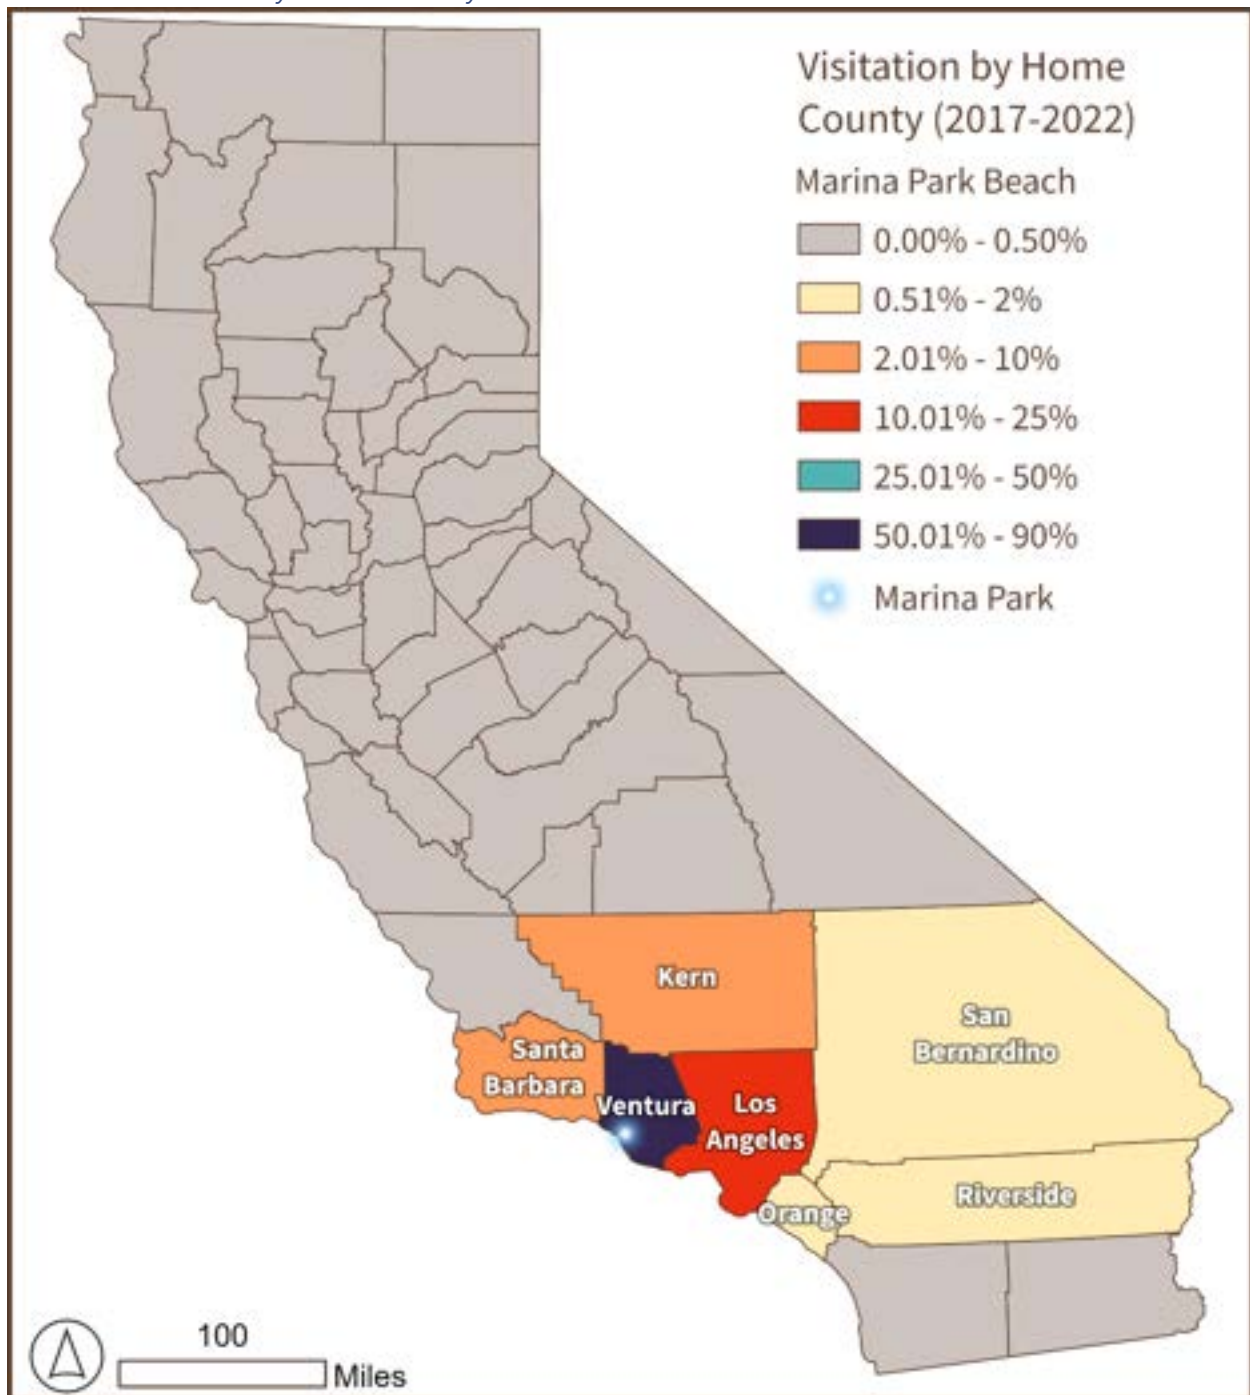 Visitation by Home
County (2017-2022)
Marina Park Beach
0.00% - 0.50%
0.51% - 2%
2.01% - 10%
10.01% - 25%
25.01% - 50%
50.01% - 90%
Marina Park
Kern
San
Bernardino
Santa
Barbara
Ventura
Los
Angeles
Riverside
Orange
100
Miles